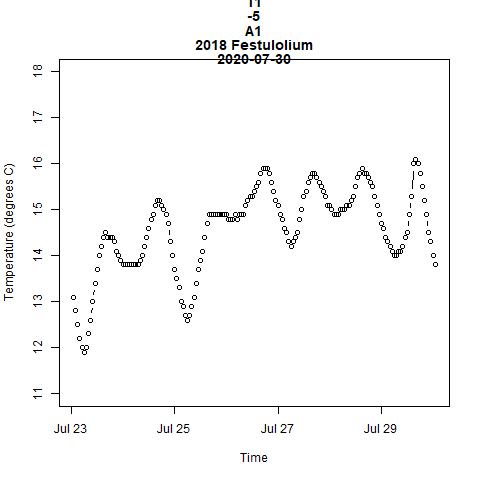 T1
-5
A1
2018 Festulolium
2020-07-30
18
17
16
15
14
13
12
11
Temperature (degrees C)
Jul 23 Jul 25 Jul 27 Jul 29
Time